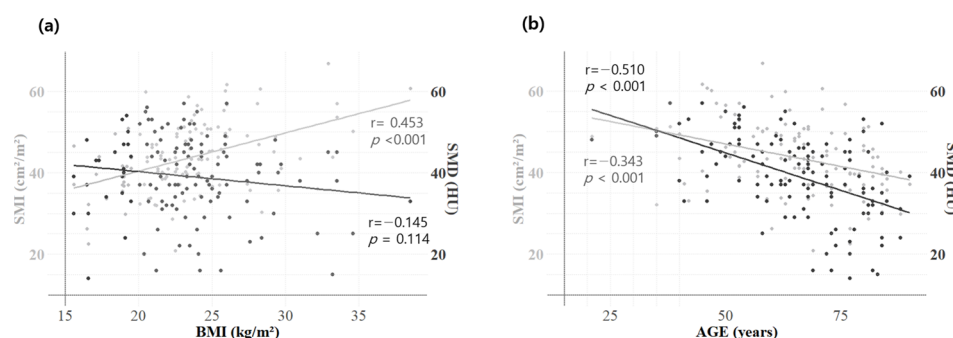 (a)
60
40
20
SMI (cm²/m²)
r= 0.453
p <0.001
r=−0.145
p = 0.114
60
40
20
SMD (HU)
15
20
25
30
35
BMI (kg/m²)
(b)
60
40
20
SMI (cm²/m²)
r=−0.510
p < 0.001
r=−0.343
p < 0.001
60
40
20
SMD (HU)
25
50
75
AGE (years)